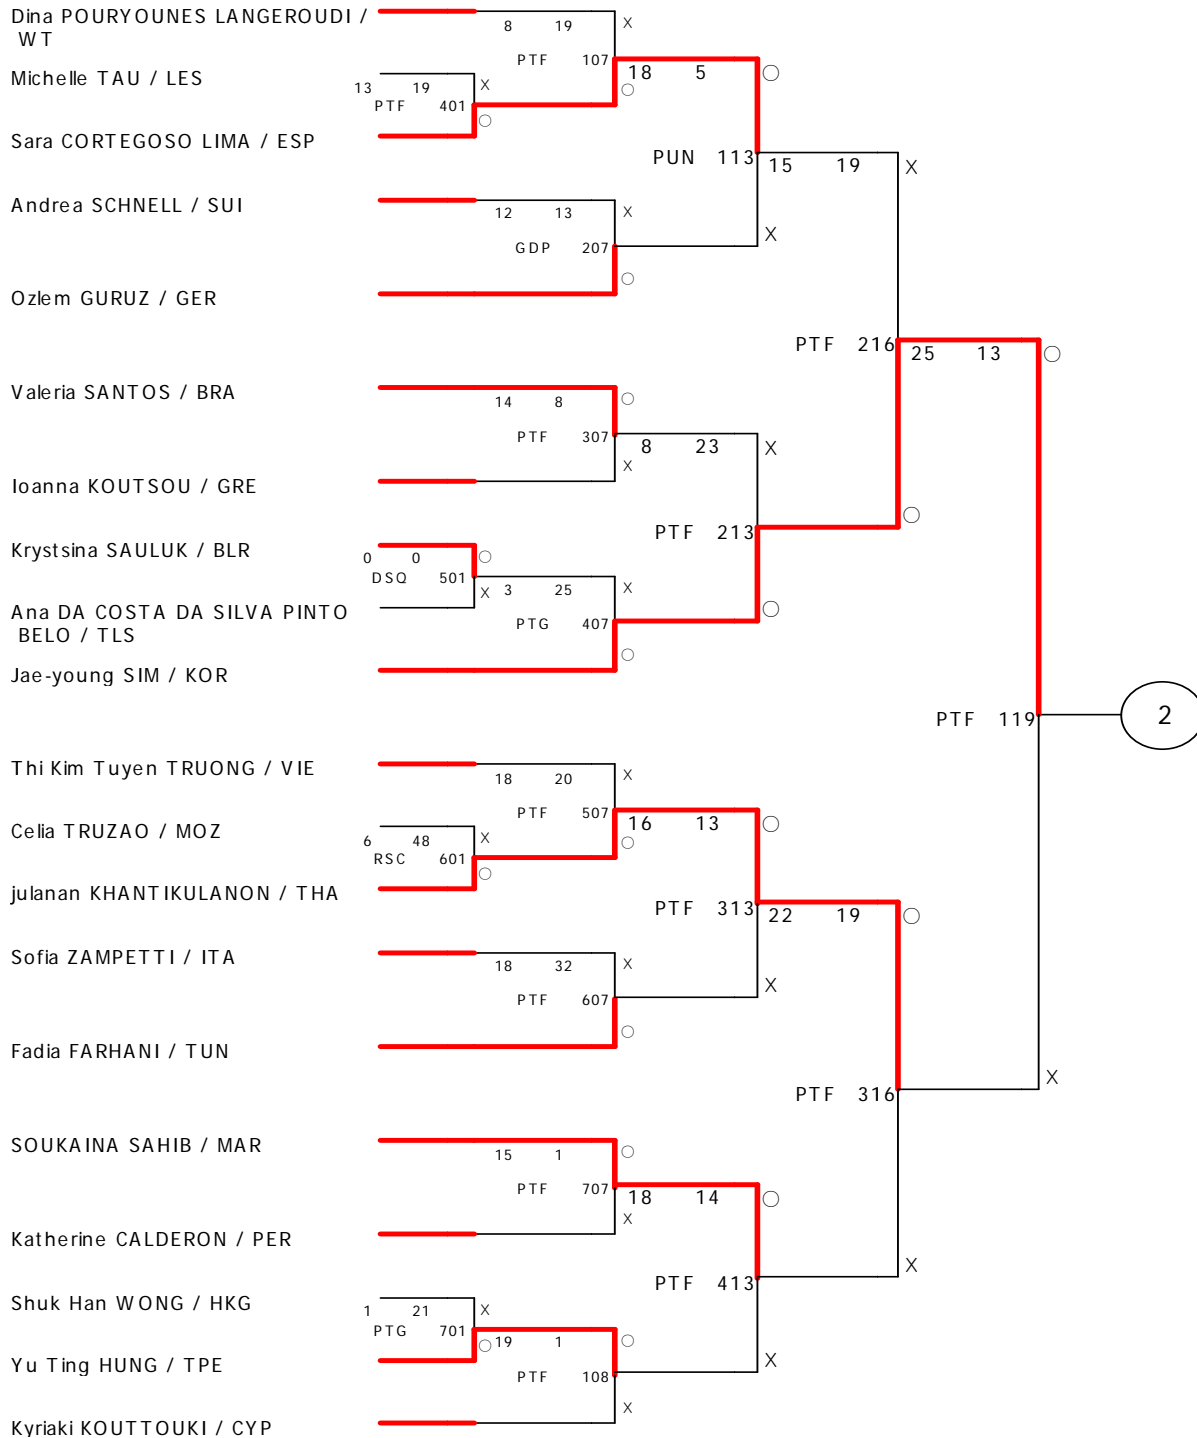 Dina POURYOUNES LANGEROUDI /
WT
8 19 X
PTF 107
18 5 O
Michelle TAU / LES
13 19 X
PTF 401
O
O
Sara CORTEGOSO LIMA / ESP
PUN 113
15 19 X
Andrea SCHNELL / SUI
12 13 X
X
GDP 207
O
Ozlem GURUZ / GER
PTF 216
25 13 O
Valeria SANTOS / BRA
14 8 O
PTF 307
8 23 X
X
Ioanna KOUTSOU / GRE
O
PTF 213
Krystsina SAULUK / BLR
0 0 O
DSQ 501
X
3 25 X
Ana DA COSTA DA SILVA PINTO
BELO / TLS
O
PTG 407
O
Jae-young SIM / KOR
PTF 119
2
Thi Kim Tuyen TRUONG / VIE
18 20 X
PTF 507
16 13 O
Celia TRUZAO / MOZ
6 48 X
RSC 601
O
O
julanan KHANTIKULANON / THA
PTF 313
22 19 O
Sofia ZAMPETTI / ITA
18 32 X
X
PTF 607
O
Fadia FARHANI / TUN
X
PTF 316
SOUKAINA SAHIB / MAR
15 1 O
PTF 707
18 14 O
X
Katherine CALDERON / PER
X
PTF 413
Shuk Han WONG / HKG
1 21 X
PTG 701
O
19 1 O
Yu Ting HUNG / TPE
X
PTF 108
X
Kyriaki KOUTTOUKI / CYP